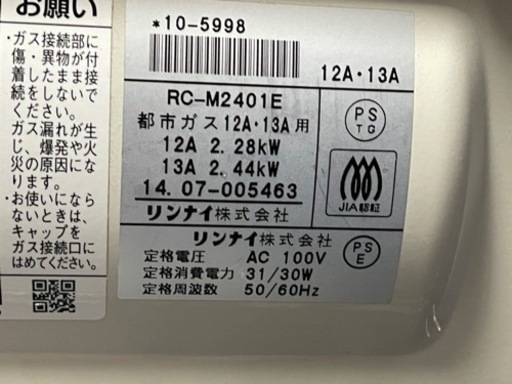 お願い
・ガス接続部に
傷・異物が付
着したまま接
続をしないで
ください。
ガス漏れが生
じ、爆発や火
災の原因にな
ります。
・お使いになら
ないときは、
キャップを
ガス接続口に
はめてください。
*10-5998
12A・13A
RC-M2401E
都市ガス12A・13A用
12A 2.28kW
13A 2.44kW
14.07-005463
リンナイ株式会社
PS
TG
JIA認証
リンナイ株式会社
定格電圧 AC 100V
定格消費電力 31/30W
定格周波数 50/60Hz
PS
E